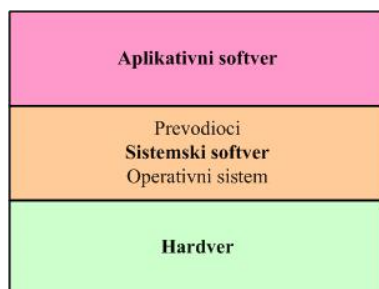 Aplikativni softver
Prevodioci
Sistemski softver
Operativni sistem
Hardver